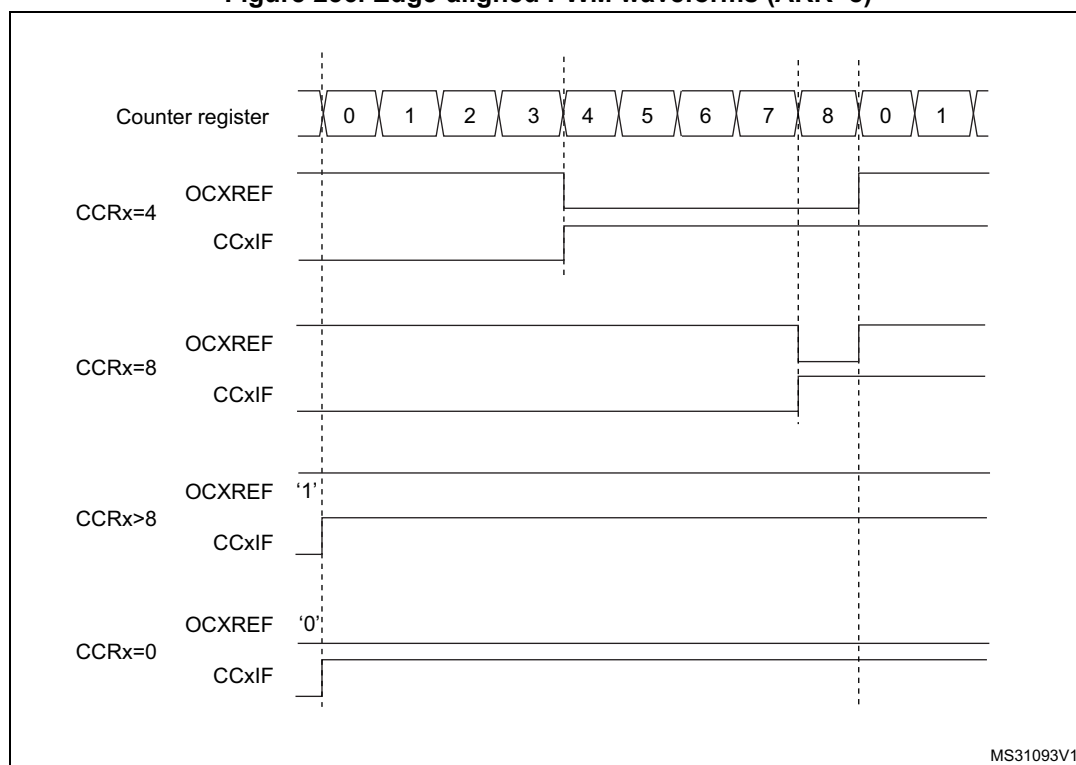 Counter register 0 1 2 3 4 5 6 7 8 0 1
OCXREF
CCRx=4
CCxIF
OCXREF
CCRx=8
CCxIF
OCXREF ‘1’
CCRx>8
CCxIF
OCXREF ‘0’
CCRx=0
CCxIF
MS31093V1